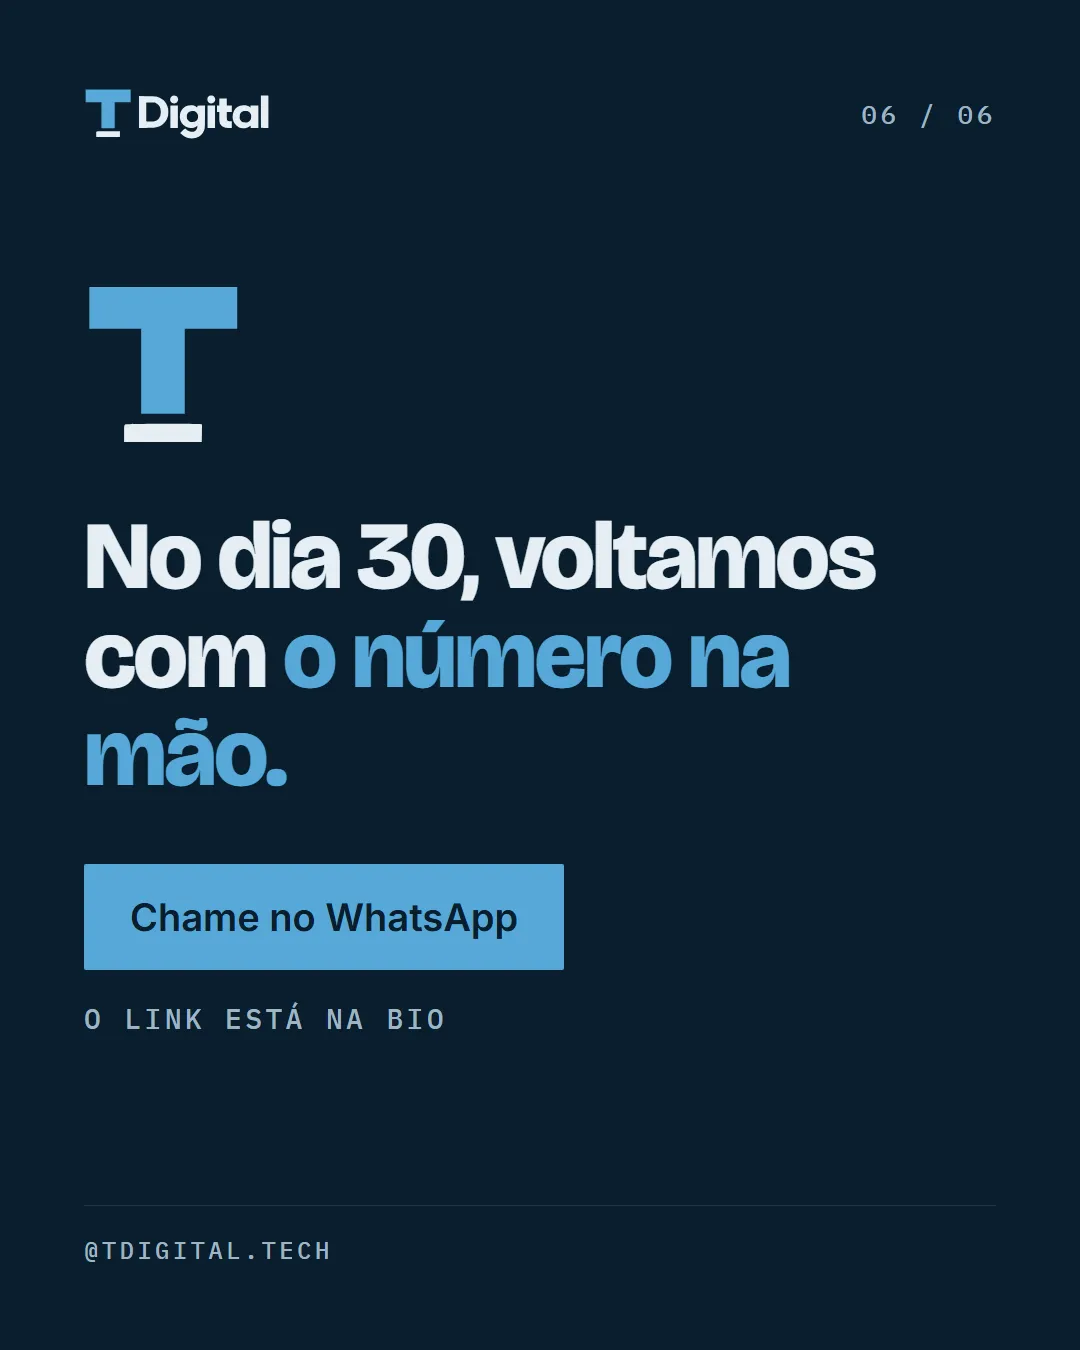 T Digital
06 / 06
T
No dia 30, voltamos
com o número na
mão.
Chame no WhatsApp
O LINK ESTÁ NA BIO
@TDIGITAL.TECH